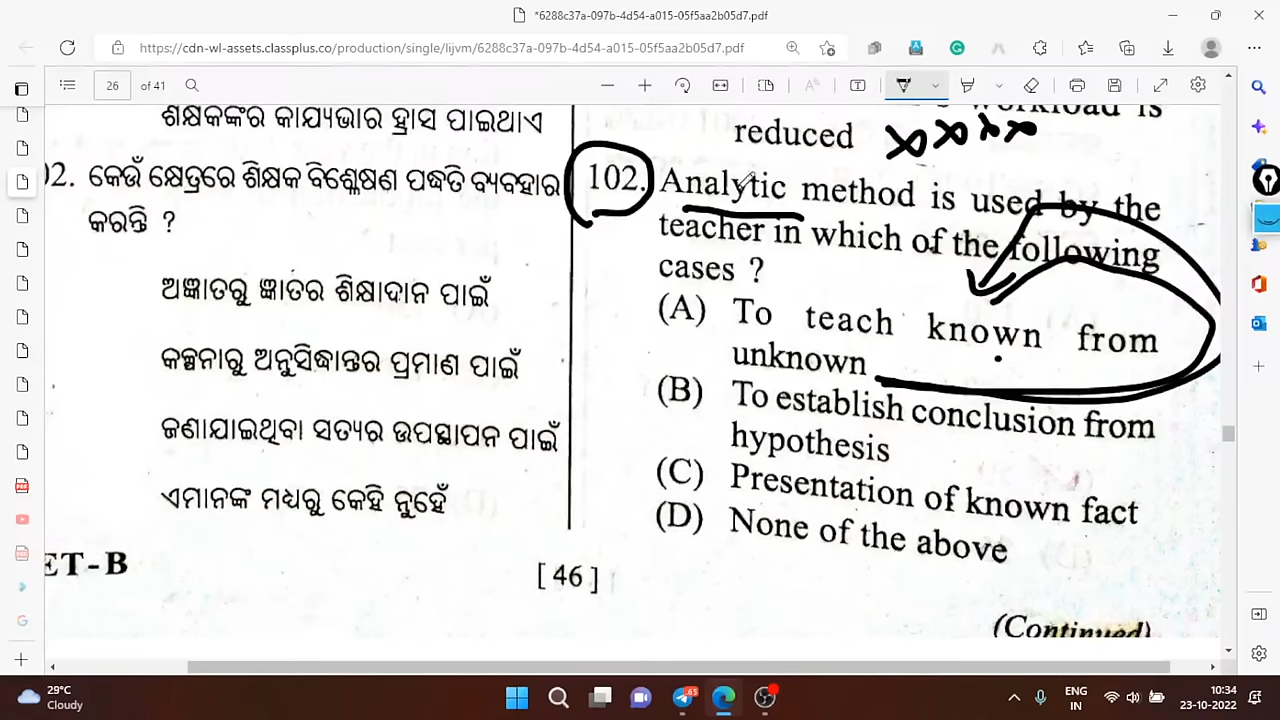 *6288c37a-097b-4d54-a015-05f5aa2b05d7.pdf
https://cdn-wl-assets.classplus.co/production/single/lijvm/6288c37a-097b-4d54-a015-05f5aa2b05d7.pdf
26 of 41
ଶିକ୍ଷକଙ୍କର କାଯ୍ୟଭାର ହ୍ରାସ ପାଇଥାଏ
02. କେଉଁ କ୍ଷେତ୍ରରେ ଶିକ୍ଷକ ବିଶ୍ଳେଷଣ ପଦ୍ଧତି ବ୍ୟବହାର
କରନ୍ତି ?
ଅଜ୍ଞାତରୁ ଜ୍ଞାତର ଶିକ୍ଷାଦାନ ପାଇଁ
କଳ୍ପନାରୁ ଅନୁସିଦ୍ଧାନ୍ତର ପ୍ରମାଣ ପାଇଁ
ଜଣାଯାଇଥିବା ସତ୍ୟର ଉପସ୍ଥାପନ ପାଇଁ
ଏମାନଙ୍କ ମଧ୍ୟରୁ କେହି ନୁହେଁ
ET-B
[ 46 ]
workload is
reduced
102. Analytic method is used by the
teacher in which of the following
cases ?
(A) To teach known from
unknown
(B) To establish conclusion from
hypothesis
(C) Presentation of known fact
(D) None of the above
(Continued)
29°C
Cloudy
65
ENG
IN
10:34
23-10-2022